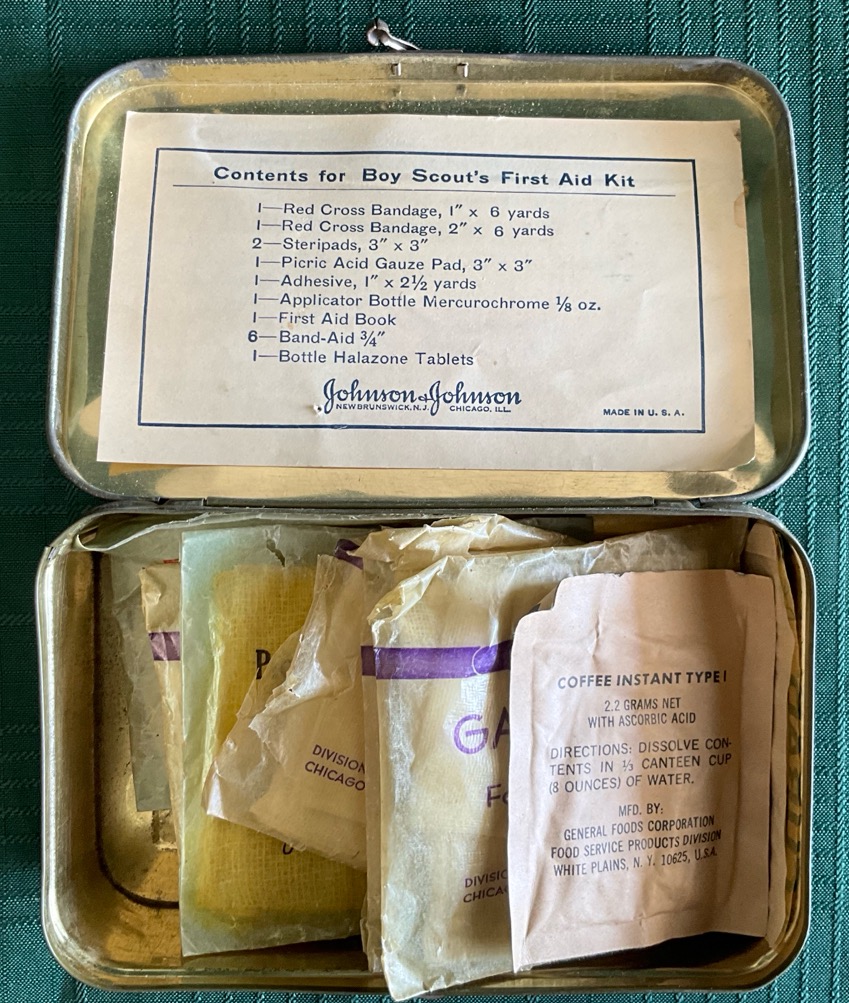 Contents for Boy Scout's First Aid Kit
1—Red Cross Bandage, 1" x 6 yards
1—Red Cross Bandage, 2" x 6 yards
2—Steripads, 3" x 3"
1—Picric Acid Gauze Pad, 3" x 3"
1—Adhesive, 1" x 2½ yards
1—Applicator Bottle Mercurochrome ⅛ oz.
1—First Aid Book
6—Band-Aid ¾"
1—Bottle Halazone Tablets
Johnson & Johnson
NEW BRUNSWICK, N.J. CHICAGO, ILL.
MADE IN U. S. A.
DIVISION
CHICAGO
COFFEE INSTANT TYPE I
2.2 GRAMS NET
WITH ASCORBIC ACID
DIRECTIONS: DISSOLVE CON-
TENTS IN ⅓ CANTEEN CUP
(8 OUNCES) OF WATER.
MFD. BY:
GENERAL FOODS CORPORATION
FOOD SERVICE PRODUCTS DIVISION
WHITE PLAINS, N. Y. 10625, U.S.A.